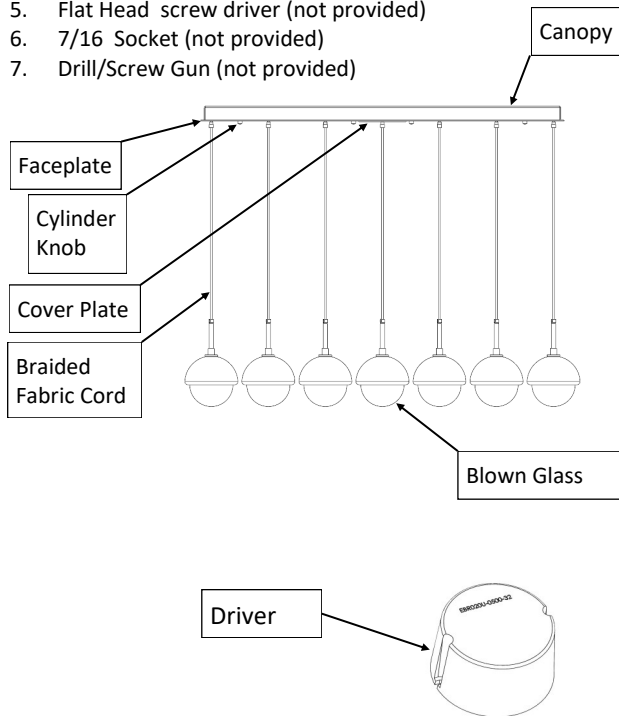 5. Flat Head screw driver (not provided)
6. 7/16 Socket (not provided)
7. Drill/Screw Gun (not provided)
Canopy
Faceplate
Cylinder
Knob
Cover Plate
Braided
Fabric Cord
Blown Glass
Driver
EBR020U-0500-32